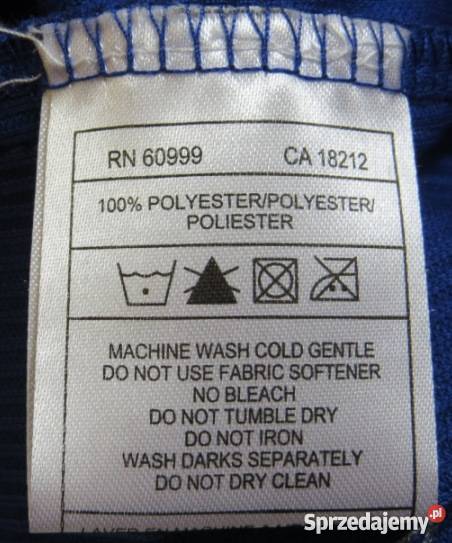 RN 60999 CA 18212
100% POLYESTER/POLYESTER/
POLIESTER
MACHINE WASH COLD GENTLE
DO NOT USE FABRIC SOFTENER
NO BLEACH
DO NOT TUMBLE DRY
DO NOT IRON
WASH DARKS SEPARATELY
DO NOT DRY CLEAN
Sprzedajemy.pl